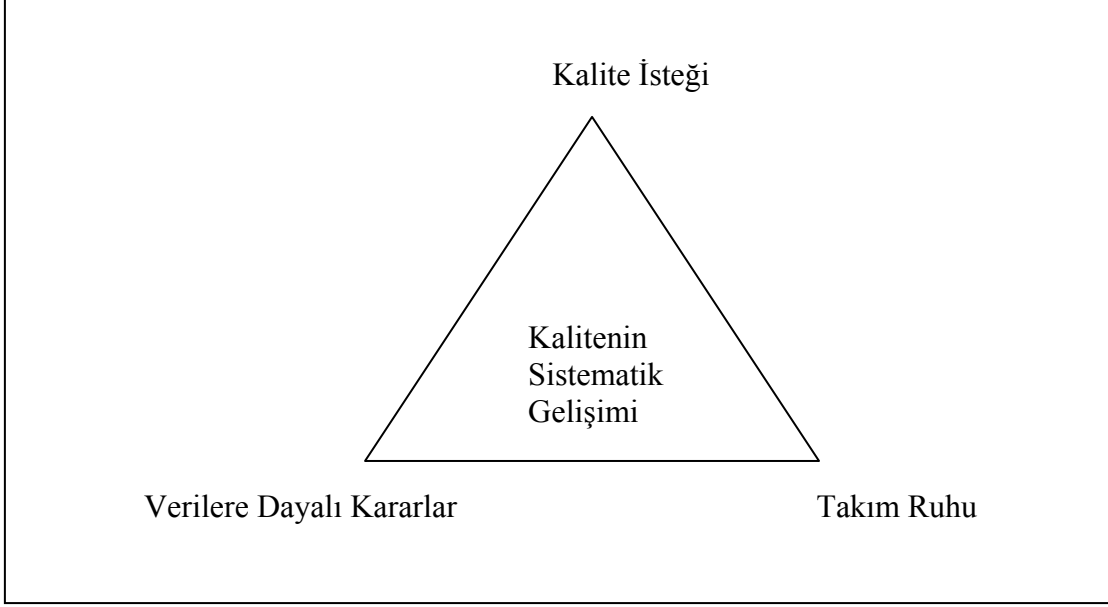 Kalite İsteği
Kalitenin
Sistematik
Gelişimi
Verilere Dayalı Kararlar
Takım Ruhu